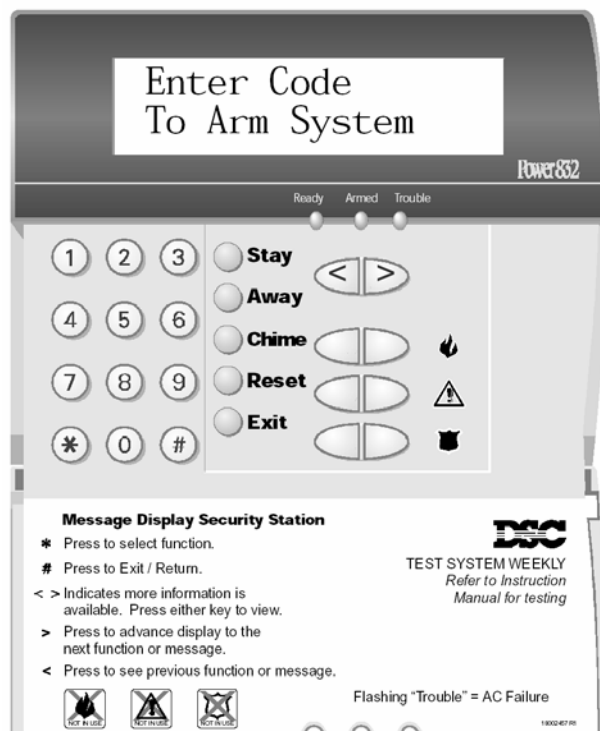 Enter Code
To Arm System
Power832
Ready Armed Trouble
1 2 3
Stay
< >
Away
4 5 6
Chime
7 8 9
Reset
Exit
* 0 #
Message Display Security Station
* Press to select function.
# Press to Exit / Return.
< > Indicates more information is
available. Press either key to view.
> Press to advance display to the
next function or message.
< Press to see previous function or message.
DSC
TEST SYSTEM WEEKLY
Refer to Instruction
Manual for testing
NOT IN USE NOT IN USE NOT IN USE
Flashing “Trouble” = AC Failure